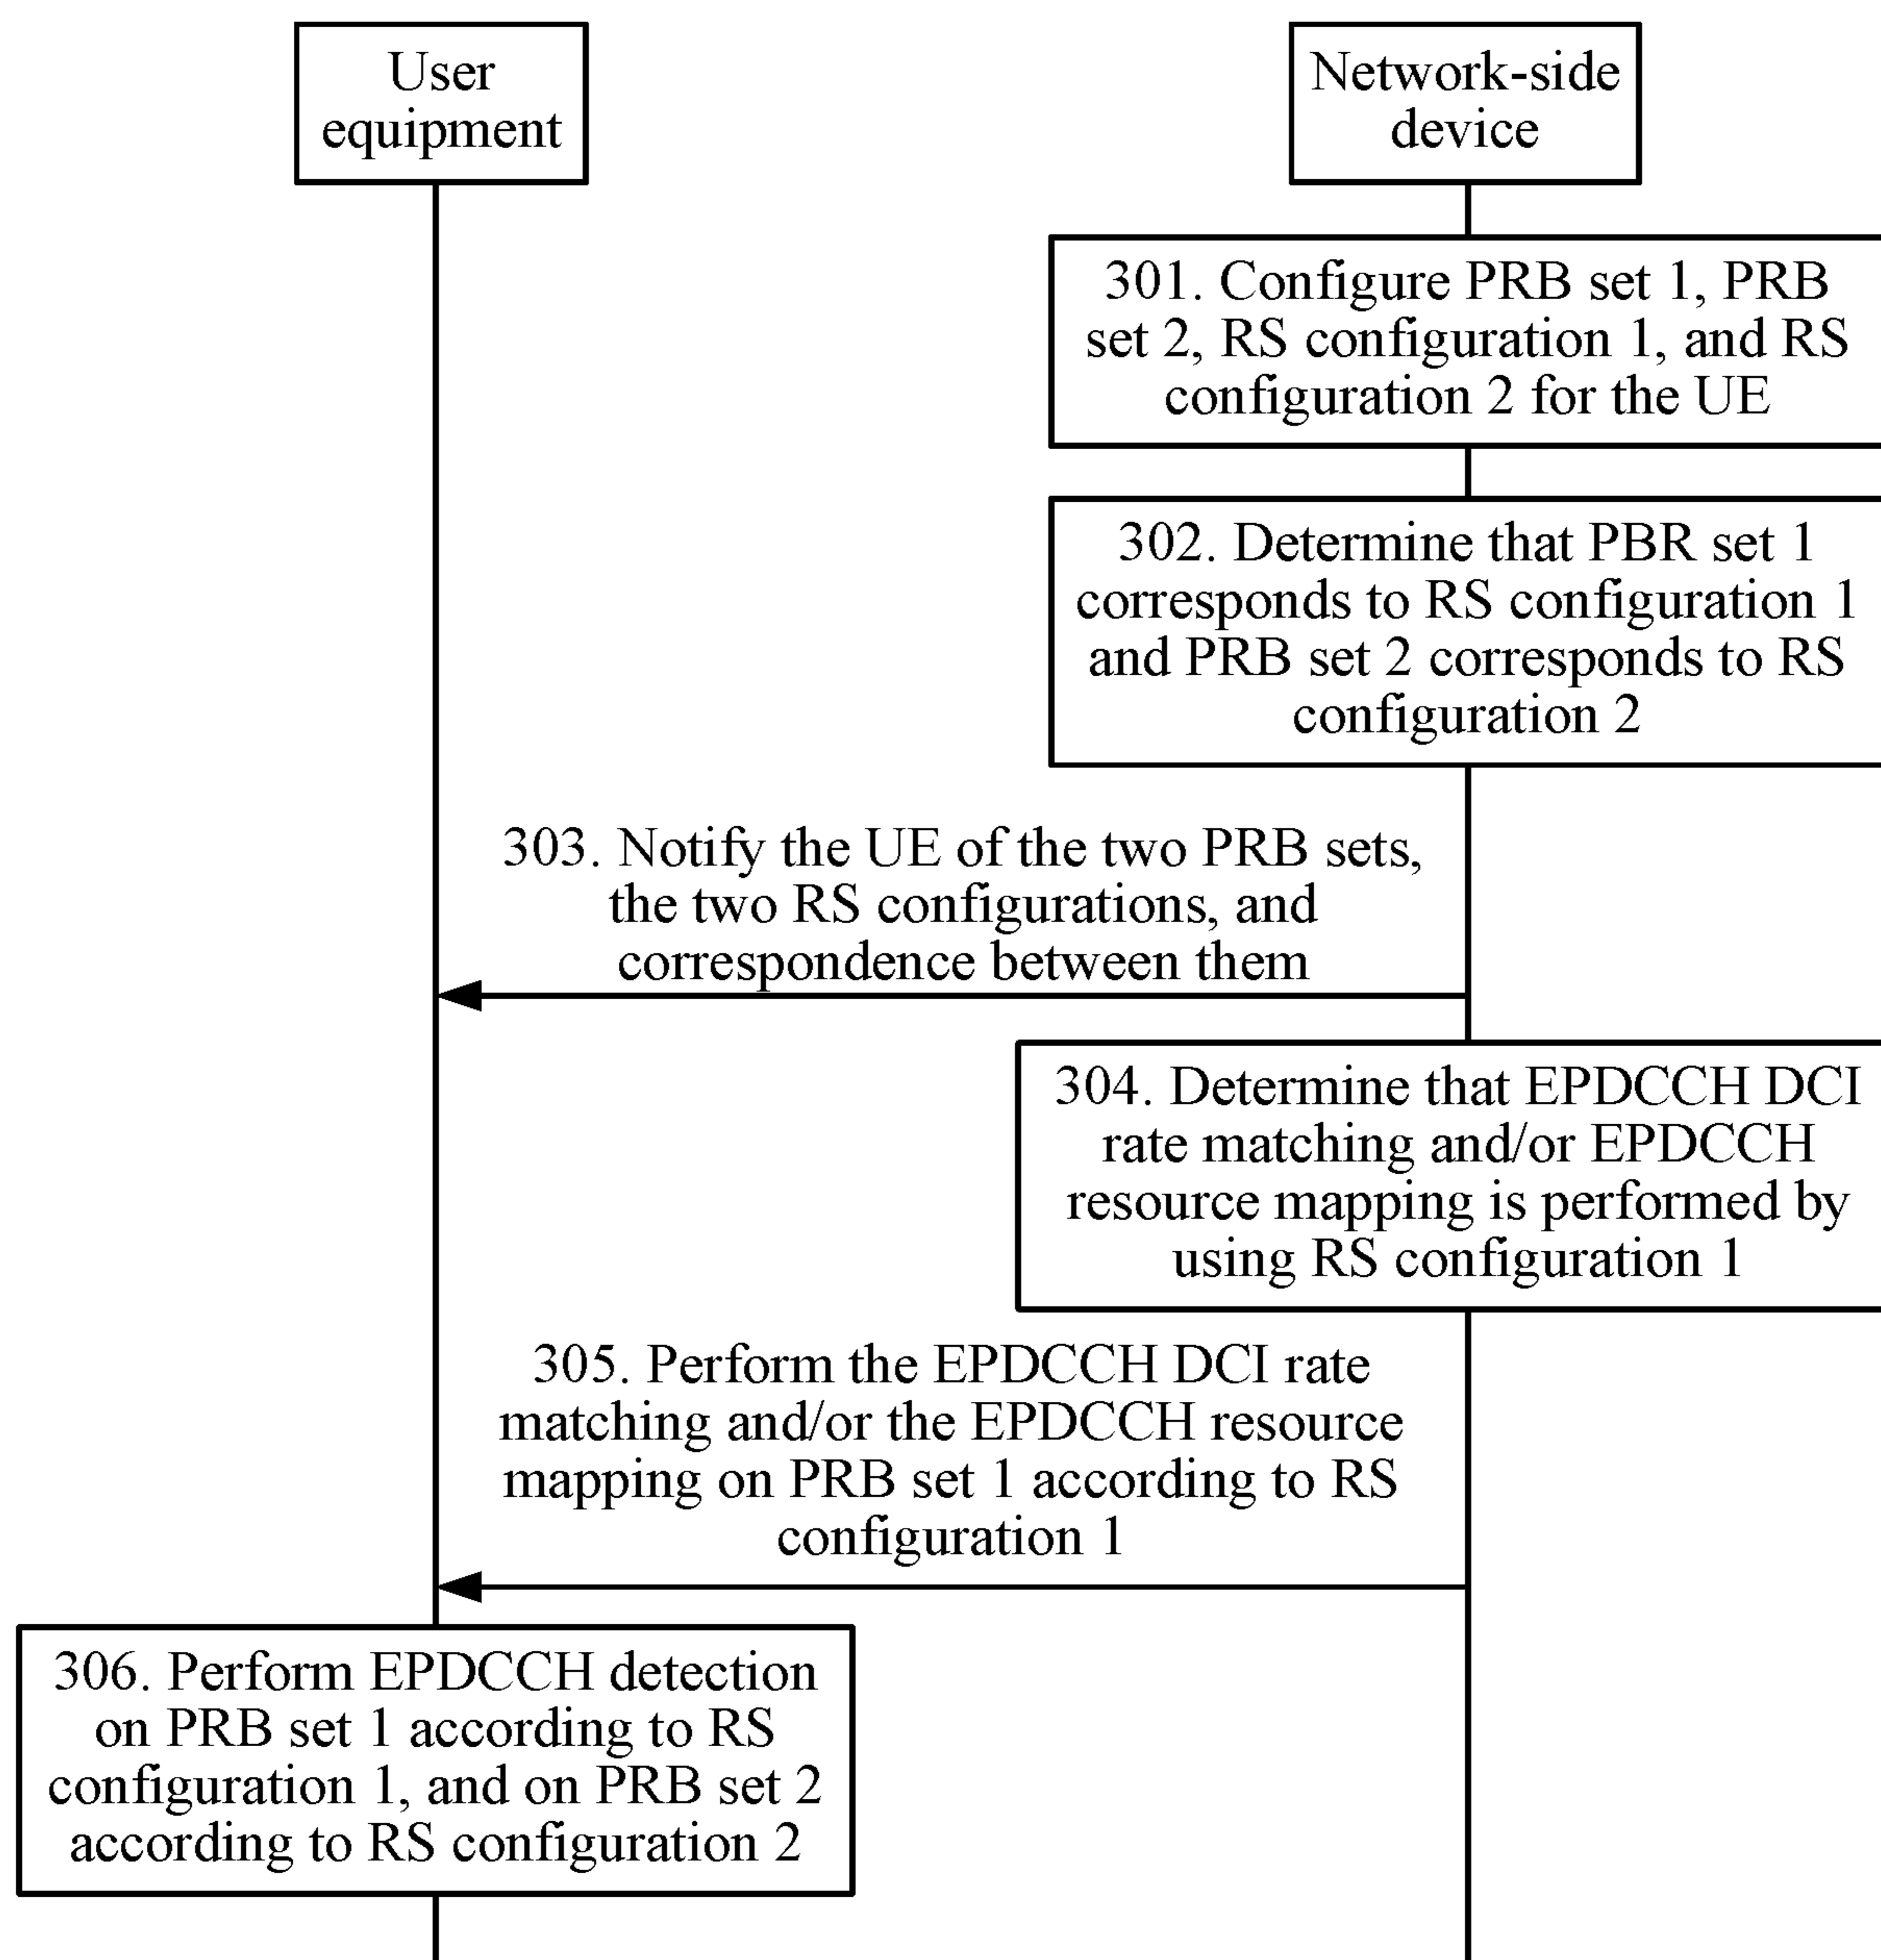 User
equipment
Network-side
device
301. Configure PRB set 1, PRB
set 2, RS configuration 1, and RS
configuration 2 for the UE
302. Determine that PBR set 1
corresponds to RS configuration 1
and PRB set 2 corresponds to RS
configuration 2
303. Notify the UE of the two PRB sets,
the two RS configurations, and
correspondence between them
304. Determine that EPDCCH DCI
rate matching and/or EPDCCH
resource mapping is performed by
using RS configuration 1
305. Perform the EPDCCH DCI rate
matching and/or the EPDCCH resource
mapping on PRB set 1 according to RS
configuration 1
306. Perform EPDCCH detection
on PRB set 1 according to RS
configuration 1, and on PRB set 2
according to RS configuration 2